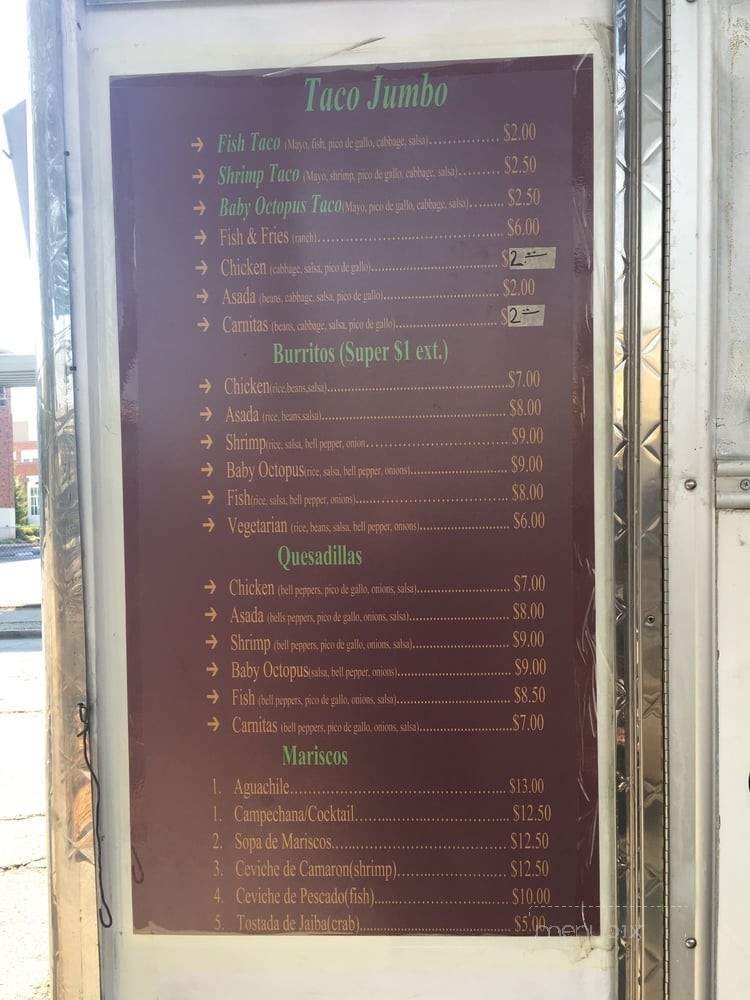 Taco Jumbo
→ Fish Taco (Mayo, fish, pico de gallo, cabbage, salsa)............... $2.00
→ Shrimp Taco (Mayo, shrimp, pico de gallo, cabbage, salsa)......... $2.50
→ Baby Octopus Taco(Mayo, pico de gallo, cabbage, salsa)......... $2.50
→ Fish & Fries (ranch)............................................. $6.00
→ Chicken (cabbage, salsa, pico de gallo)................................. $2.—
→ Asada (beans, cabbage, salsa, pico de gallo)............................. $2.00
→ Carnitas (beans, cabbage, salsa, pico de gallo)........................... $2.—
Burritos (Super $1 ext.)
→ Chicken(rice,beans,salsa)..................................................$7.00
→ Asada (rice, beans,salsa).................................................. $8.00
→ Shrimp(rice, salsa, bell pepper, onion...................................... $9.00
→ Baby Octopus(rice, salsa, bell pepper, onions)........................... $9.00
→ Fish(rice, salsa, bell pepper, onions)...................................... $8.00
→ Vegetarian (rice, beans, salsa, bell pepper, onions)........................ $6.00
Quesadillas
→ Chicken (bell peppers, pico de gallo, onions, salsa)........................ $7.00
→ Asada (bells peppers, pico de gallo, onions, salsa)........................ $8.00
→ Shrimp (bell peppers, pico de gallo, onions, salsa)........................ $9.00
→ Baby Octopus(salsa, bell pepper, onions).............................. $9.00
→ Fish (bell peppers, pico de gallo, onions, salsa).............................. $8.50
→ Carnitas (bell peppers, pico de gallo, onions, salsa).........................$7.00
Mariscos
1. Aguachile................................................... $13.00
1. Campechana/Cocktail.................................... $12.50
2. Sopa de Mariscos......................................... $12.50
3. Ceviche de Camaron(shrimp)........................... $12.50
4. Ceviche de Pescado(fish)................................. $10.00
5. Tostada de Jaiba(crab).................................... $5.00
menupix